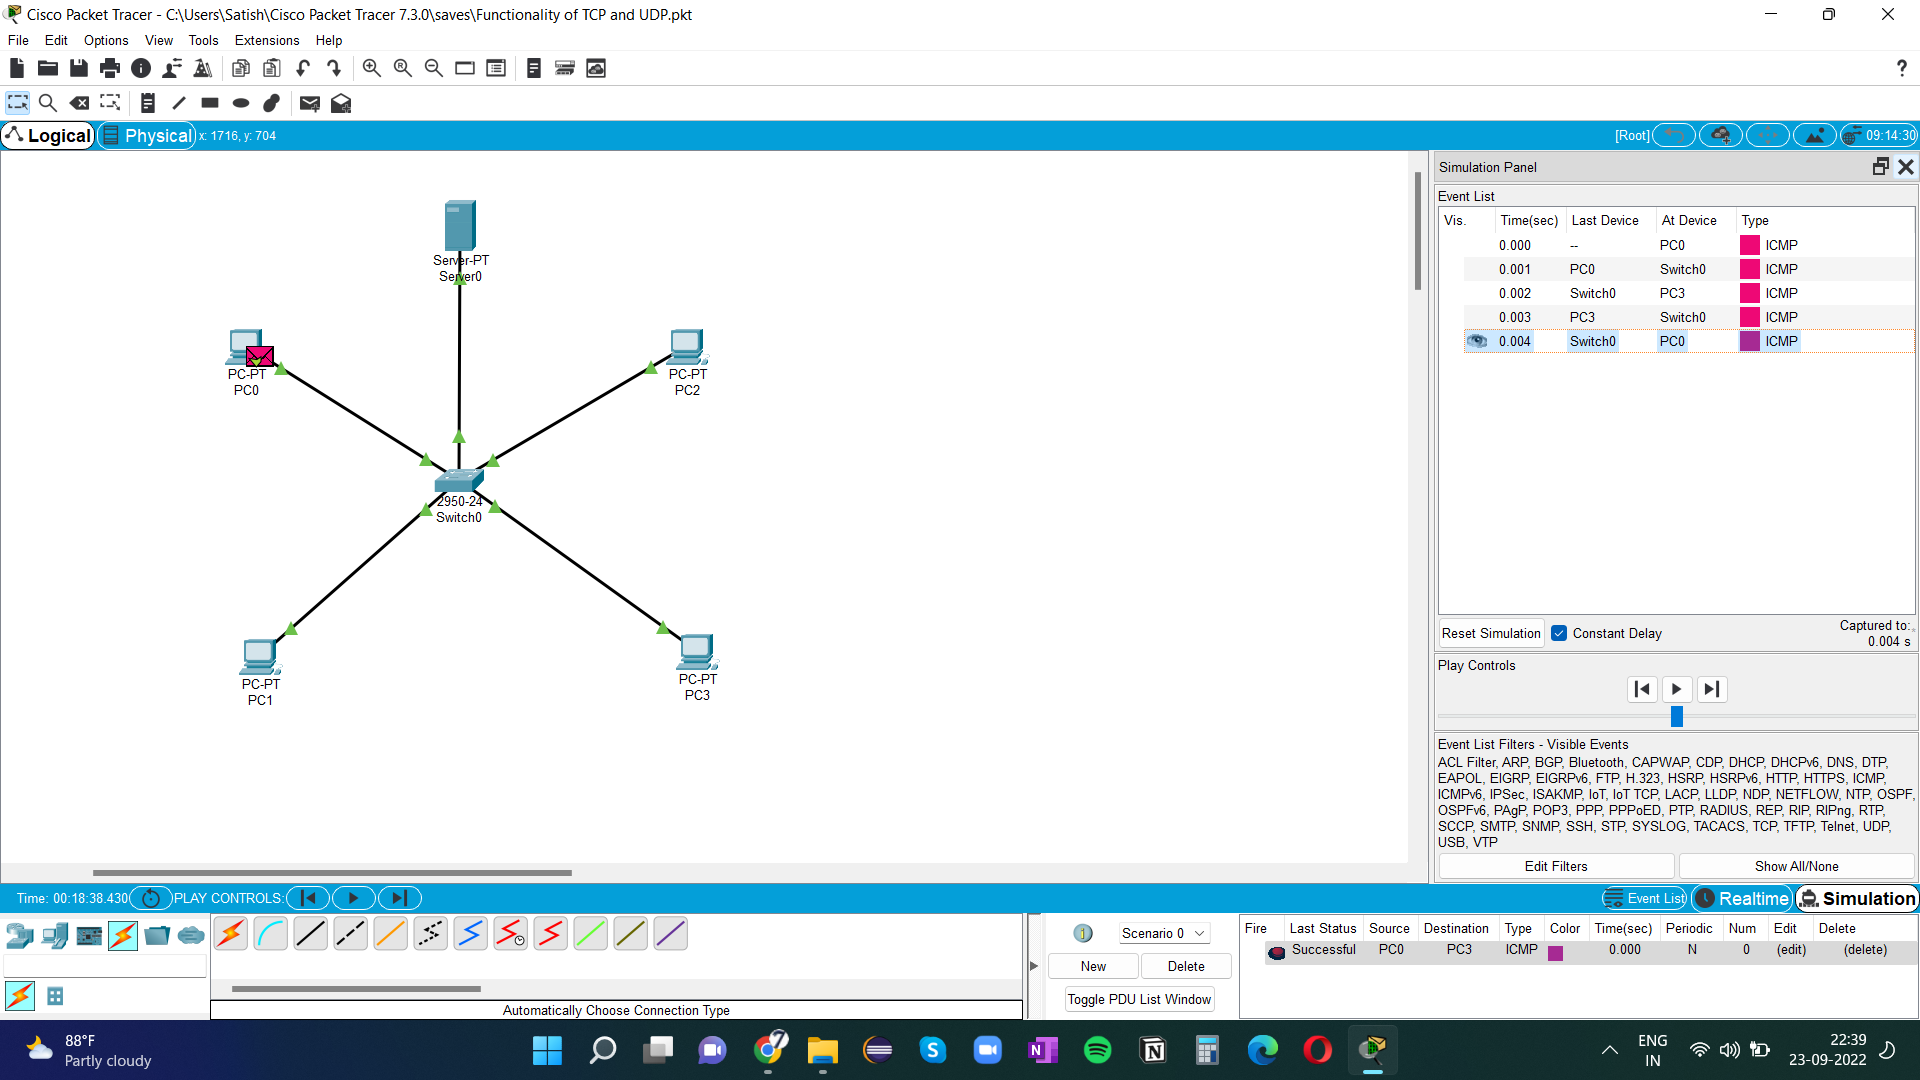 Cisco Packet Tracer - C:\Users\Satish\Cisco Packet Tracer 7.3.0\saves\Functionality of TCP and UDP.pkt
File Edit Options View Tools Extensions Help
Logical Physical x: 1716, y: 704 [Root] 09:14:30
Server-PT
Server0
PC-PT
PC0
PC-PT
PC2
2950-24
Switch0
PC-PT
PC1
PC-PT
PC3
Simulation Panel
Event List
Vis. Time(sec) Last Device At Device Type
0.000 -- PC0 ICMP
0.001 PC0 Switch0 ICMP
0.002 Switch0 PC3 ICMP
0.003 PC3 Switch0 ICMP
0.004 Switch0 PC0 ICMP
Reset Simulation Constant Delay
Captured to:
0.004 s
Play Controls
Event List Filters - Visible Events
ACL Filter, ARP, BGP, Bluetooth, CAPWAP, CDP, DHCP, DHCPv6, DNS, DTP,
EAPOL, EIGRP, EIGRPv6, FTP, H.323, HSRP, HSRPv6, HTTP, HTTPS, ICMP,
ICMPv6, IPSec, ISAKMP, IoT, IoT TCP, LACP, LLDP, NDP, NETFLOW, NTP, OSPF,
OSPFv6, PAgP, POP3, PPP, PPPoED, PTP, RADIUS, REP, RIP, RIPng, RTP,
SCCP, SMTP, SNMP, SSH, STP, SYSLOG, TACACS, TCP, TFTP, Telnet, UDP,
USB, VTP
Edit Filters Show All/None
Time: 00:18:38.430 PLAY CONTROLS: Event List Realtime Simulation
Automatically Choose Connection Type
Scenario 0
New Delete
Toggle PDU List Window
Fire Last Status Source Destination Type Color Time(sec) Periodic Num Edit Delete
Successful PC0 PC3 ICMP 0.000 N 0 (edit) (delete)
88°F
Partly cloudy
ENG
IN
22:39
23-09-2022